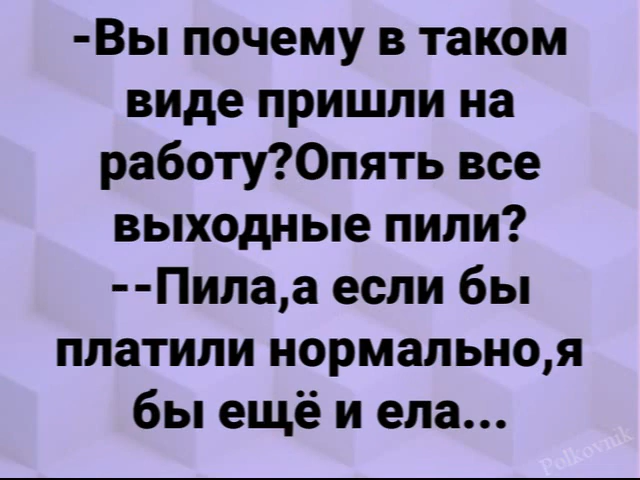 -Вы почему в таком
виде пришли на
работу?Опять все
выходные пили?
--Пила,а если бы
платили нормально,я
бы ещё и ела...
Polkovnik